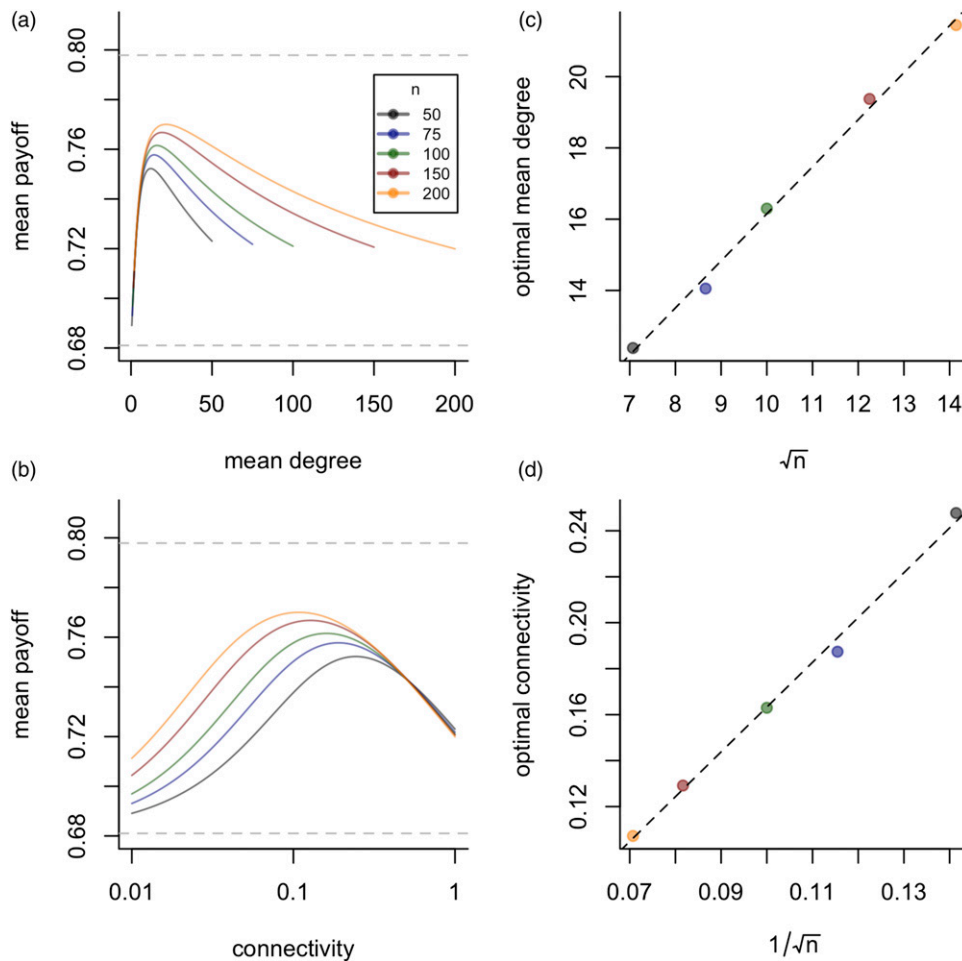 (a)
mean payoff
0.80
0.76
0.72
0.68
n
50
75
100
150
200
0 50 100 150 200
mean degree
(c)
optimal mean degree
20
18
16
14
7 8 9 10 11 12 13 14
√n
(b)
mean payoff
0.80
0.76
0.72
0.68
0.01 0.1 1
connectivity
(d)
optimal connectivity
0.24
0.20
0.16
0.12
0.07 0.09 0.11 0.13
1/√n